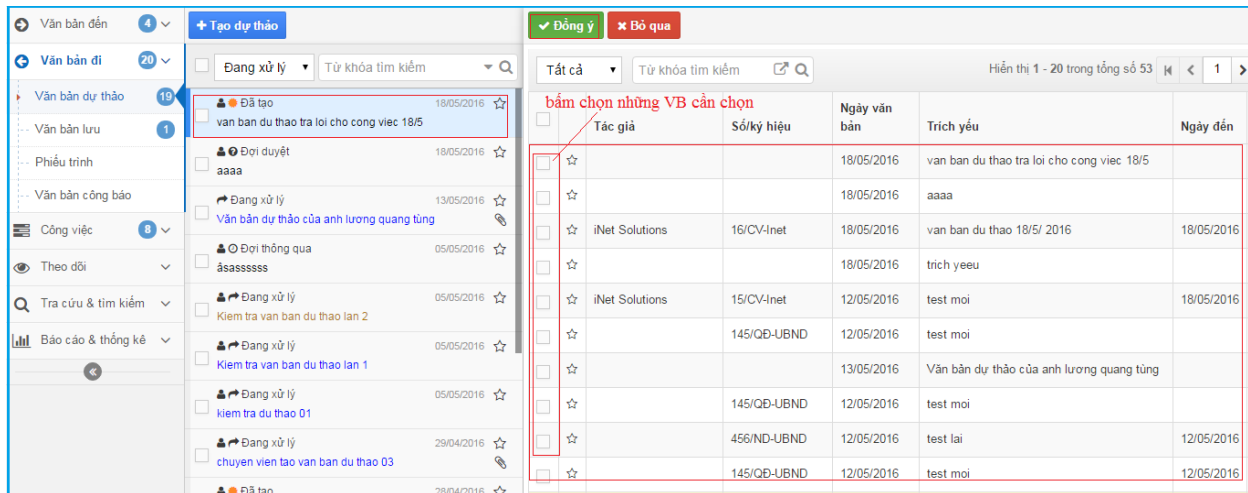 Văn bản đến 4
Văn bản đi 20
Văn bản dự thảo 19
Văn bản lưu 1
Phiếu trình
Văn bản công báo
Công việc 8
Theo dõi
Tra cứu & tìm kiếm
Báo cáo & thống kê
+ Tạo dự thảo
Đang xử lý Từ khóa tìm kiếm
Đã tạo 18/05/2016
van ban du thao tra loi cho cong viec 18/5
Đợi duyệt 18/05/2016
aaaa
Đang xử lý 13/05/2016
Văn bản dự thảo của anh lương quang tùng
Đợi thông qua 05/05/2016
âsassssss
Đang xử lý 05/05/2016
Kiem tra van ban du thao lan 2
Đang xử lý 05/05/2016
Kiem tra van ban du thao lan 1
Đang xử lý 05/05/2016
kiem tra du thao 01
Đang xử lý 29/04/2016
chuyen vien tao van ban du thao 03
Đã tạo 28/04/2016
Đồng ý Bỏ qua
Tất cả Từ khóa tìm kiếm Hiển thị 1 - 20 trong tổng số 53 1
bấm chọn những VB cần chọn
Tác giả Số/ký hiệu Ngày văn bản Trích yếu Ngày đến
18/05/2016 van ban du thao tra loi cho cong viec 18/5
18/05/2016 aaaa
iNet Solutions 16/CV-Inet 18/05/2016 van ban du thao 18/5/ 2016 18/05/2016
18/05/2016 trich yeeu
iNet Solutions 15/CV-Inet 12/05/2016 test moi 18/05/2016
145/QĐ-UBND 12/05/2016 test moi
13/05/2016 Văn bản dự thảo của anh lương quang tùng
145/QĐ-UBND 12/05/2016 test moi
456/ND-UBND 12/05/2016 test lai 12/05/2016
145/QĐ-UBND 12/05/2016 test moi 12/05/2016